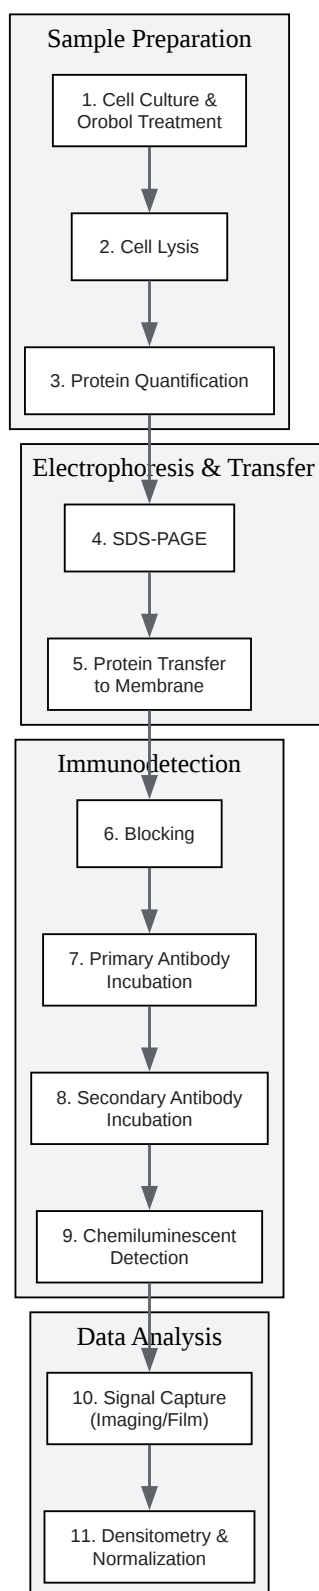 Sample Preparation
1. Cell Culture &
Orobol Treatment
2. Cell Lysis
3. Protein Quantification
Electrophoresis & Transfer
4. SDS-PAGE
5. Protein Transfer
to Membrane
Immunodetection
6. Blocking
7. Primary Antibody
Incubation
8. Secondary Antibody
Incubation
9. Chemiluminescent
Detection
Data Analysis
10. Signal Capture
(Imaging/Film)
11. Densitometry &
Normalization